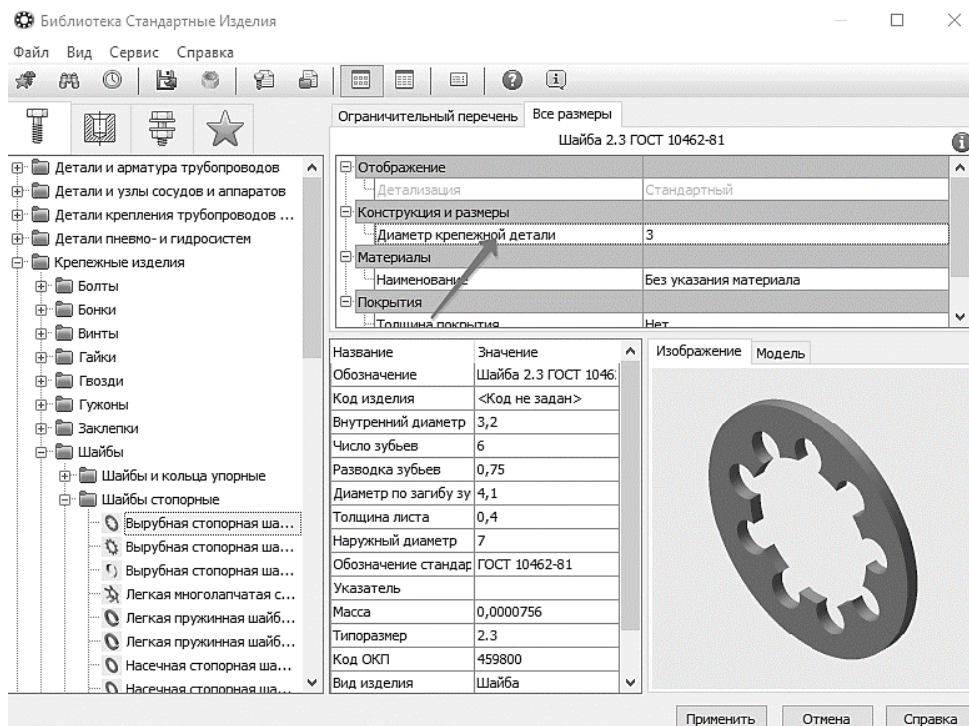 Библиотека Стандартные Изделия
Файл Вид Сервис Справка
Ограничительный перечень Все размеры
Шайба 2.3 ГОСТ 10462-81
Детали и арматура трубопроводов
Детали и узлы сосудов и аппаратов
Детали крепления трубопроводов ...
Детали пневмо- и гидросистем
Крепежные изделия
Болты
Бонки
Винты
Гайки
Гвозди
Гужоны
Заклепки
Шайбы
Шайбы и кольца упорные
Шайбы стопорные
Вырубная стопорная ша...
Вырубная стопорная ша...
Вырубная стопорная ша...
Легкая многолапчатая с...
Легкая пружинная шайб...
Легкая пружинная шайб...
Насечная стопорная ша...
Насечная стопорная ша...
Отображение
Детализация Стандартный
Конструкция и размеры
Диаметр крепежной детали 3
Материалы
Наименование Без указания материала
Покрытия
Толщина покрытия Нет
Название Значение
Обозначение Шайба 2.3 ГОСТ 1046
Код изделия <Код не задан>
Внутренний диаметр 3,2
Число зубьев 6
Разводка зубьев 0,75
Диаметр по загибу зу 4,1
Толщина листа 0,4
Наружный диаметр 7
Обозначение стандар ГОСТ 10462-81
Указатель
Масса 0,0000756
Типоразмер 2.3
Код ОКП 459800
Вид изделия Шайба
Изображение Модель
Применить Отмена Справка